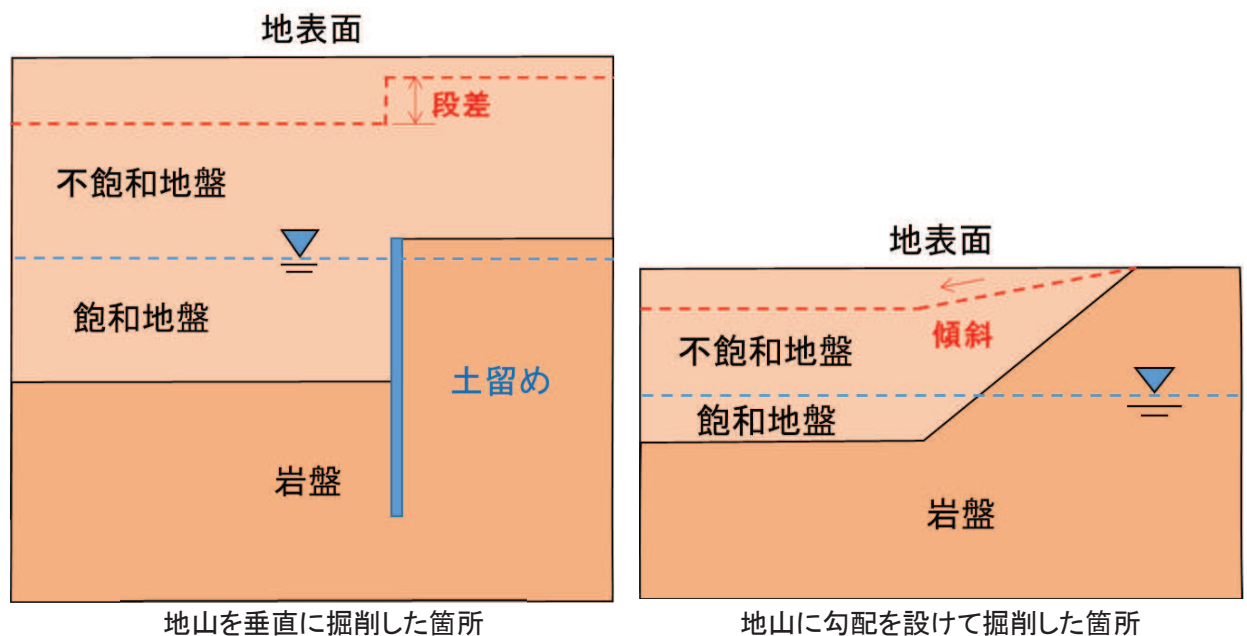 地表面
段差
不飽和地盤
飽和地盤
土留め
岩盤
地山を垂直に掘削した箇所
地表面
傾斜
不飽和地盤
飽和地盤
岩盤
地山に勾配を設けて掘削した箇所